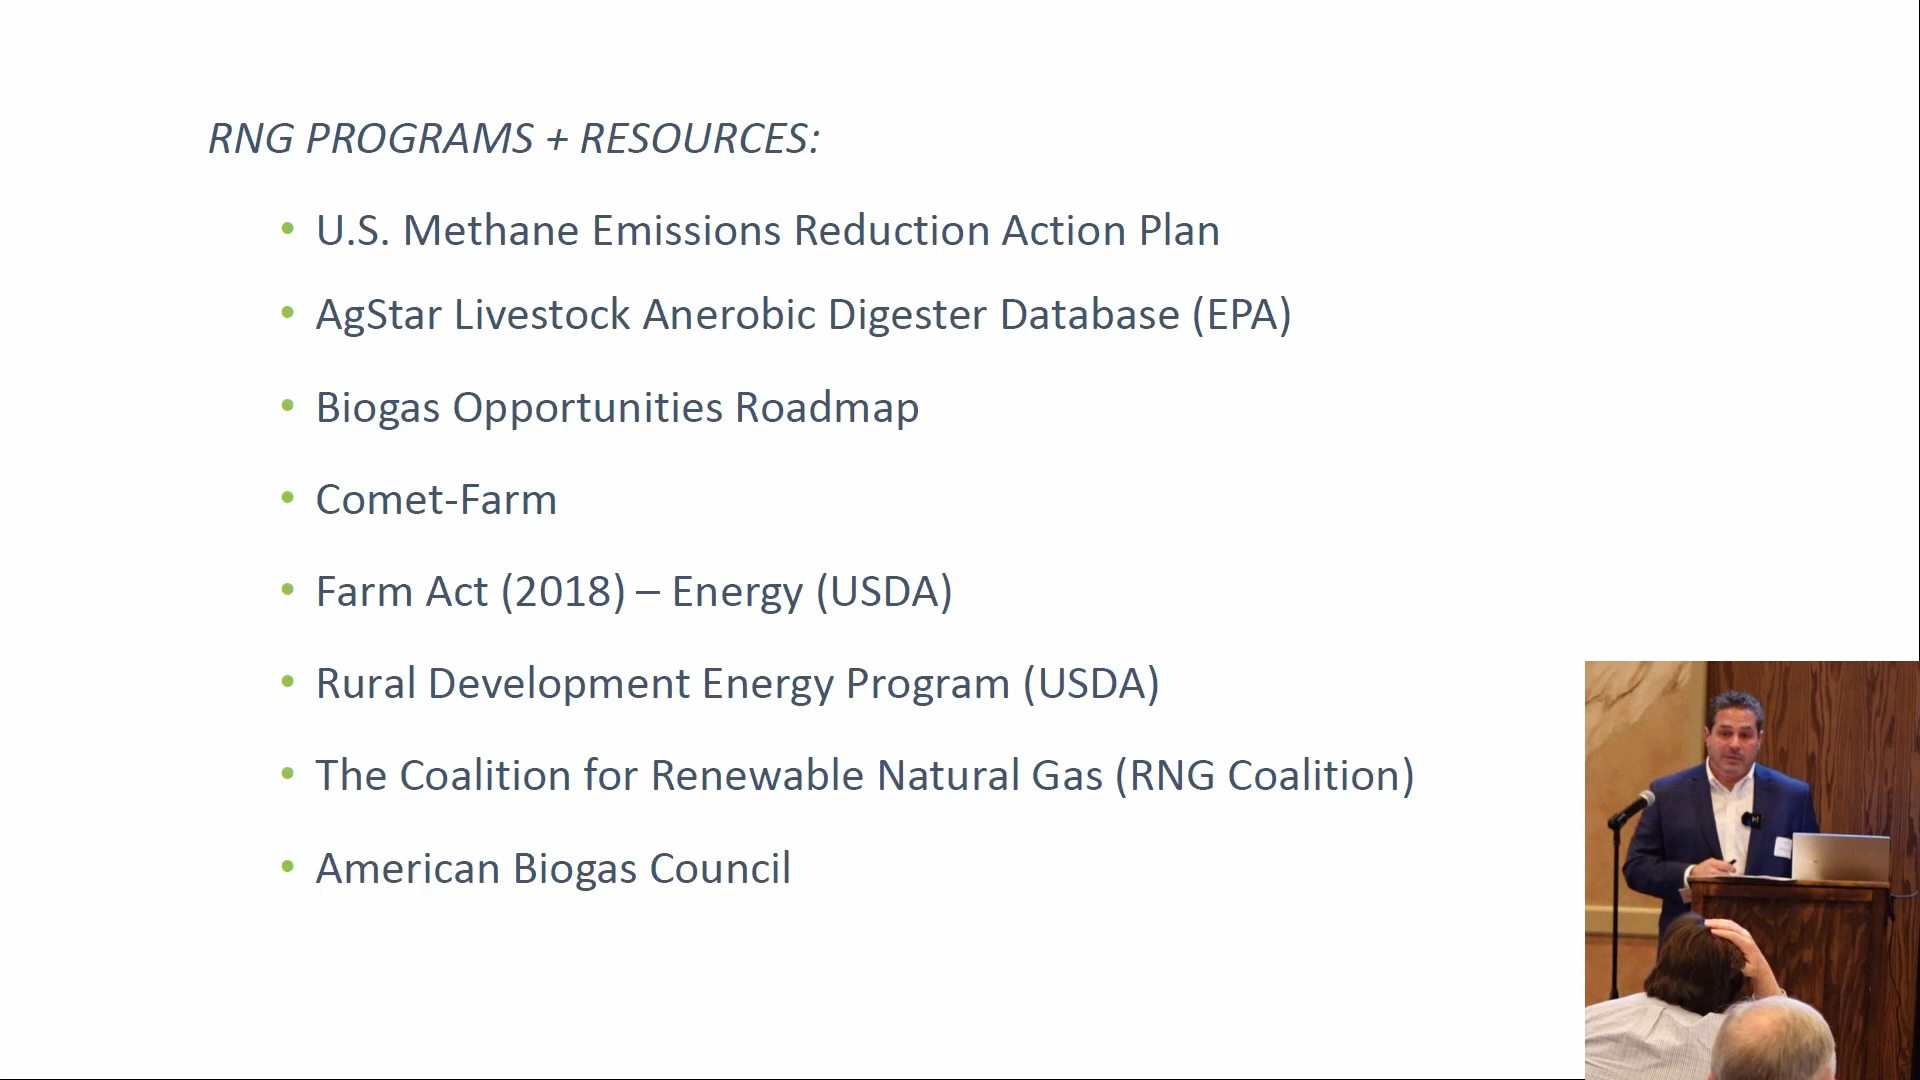 RNG PROGRAMS + RESOURCES:
• U.S. Methane Emissions Reduction Action Plan
• AgStar Livestock Anerobic Digester Database (EPA)
• Biogas Opportunities Roadmap
• Comet-Farm
• Farm Act (2018) – Energy (USDA)
• Rural Development Energy Program (USDA)
• The Coalition for Renewable Natural Gas (RNG Coalition)
• American Biogas Council